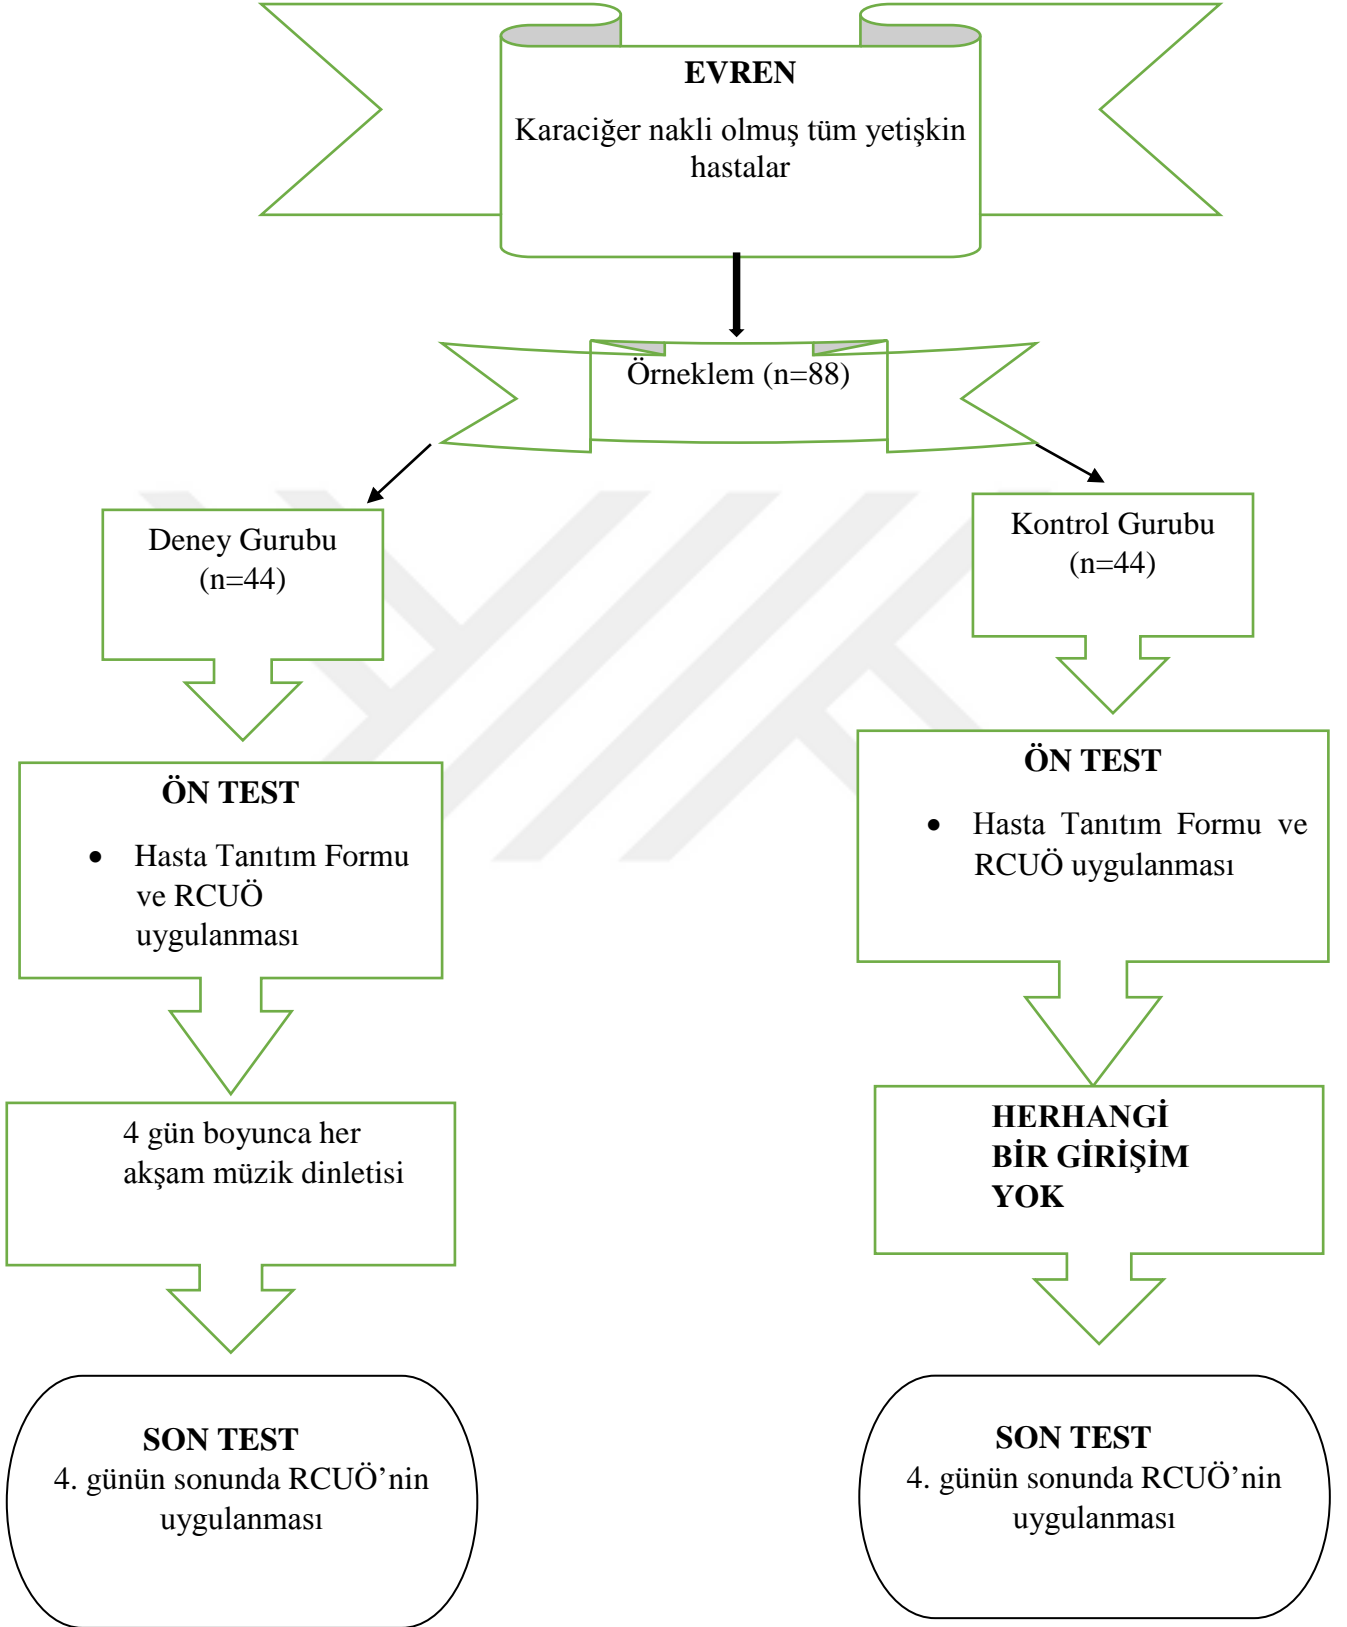 EVREN
Karaciğer nakli olmuş tüm yetişkin
hastalar
Örneklem (n=88)
Deney Gurubu
(n=44)
Kontrol Gurubu
(n=44)
ÖN TEST
• Hasta Tanıtım Formu
ve RCUÖ
uygulanması
ÖN TEST
• Hasta Tanıtım Formu ve
RCUÖ uygulanması
4 gün boyunca her
akşam müzik dinletisi
HERHANGİ
BİR GİRİŞİM
YOK
SON TEST
4. günün sonunda RCUÖ’nin
uygulanması
SON TEST
4. günün sonunda RCUÖ’nin
uygulanması